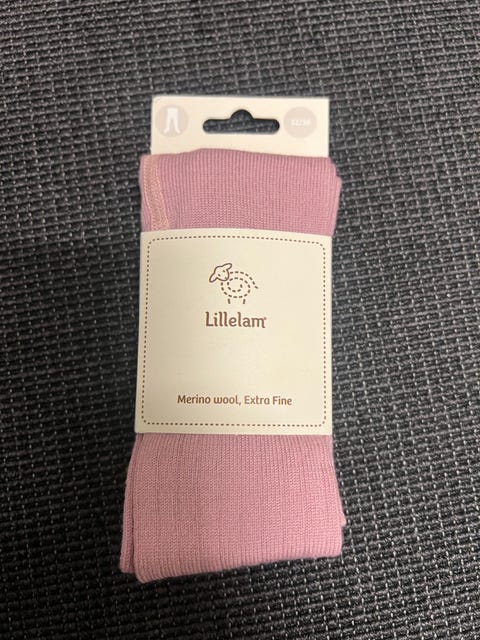 Lillelam
Merino wool, Extra Fine